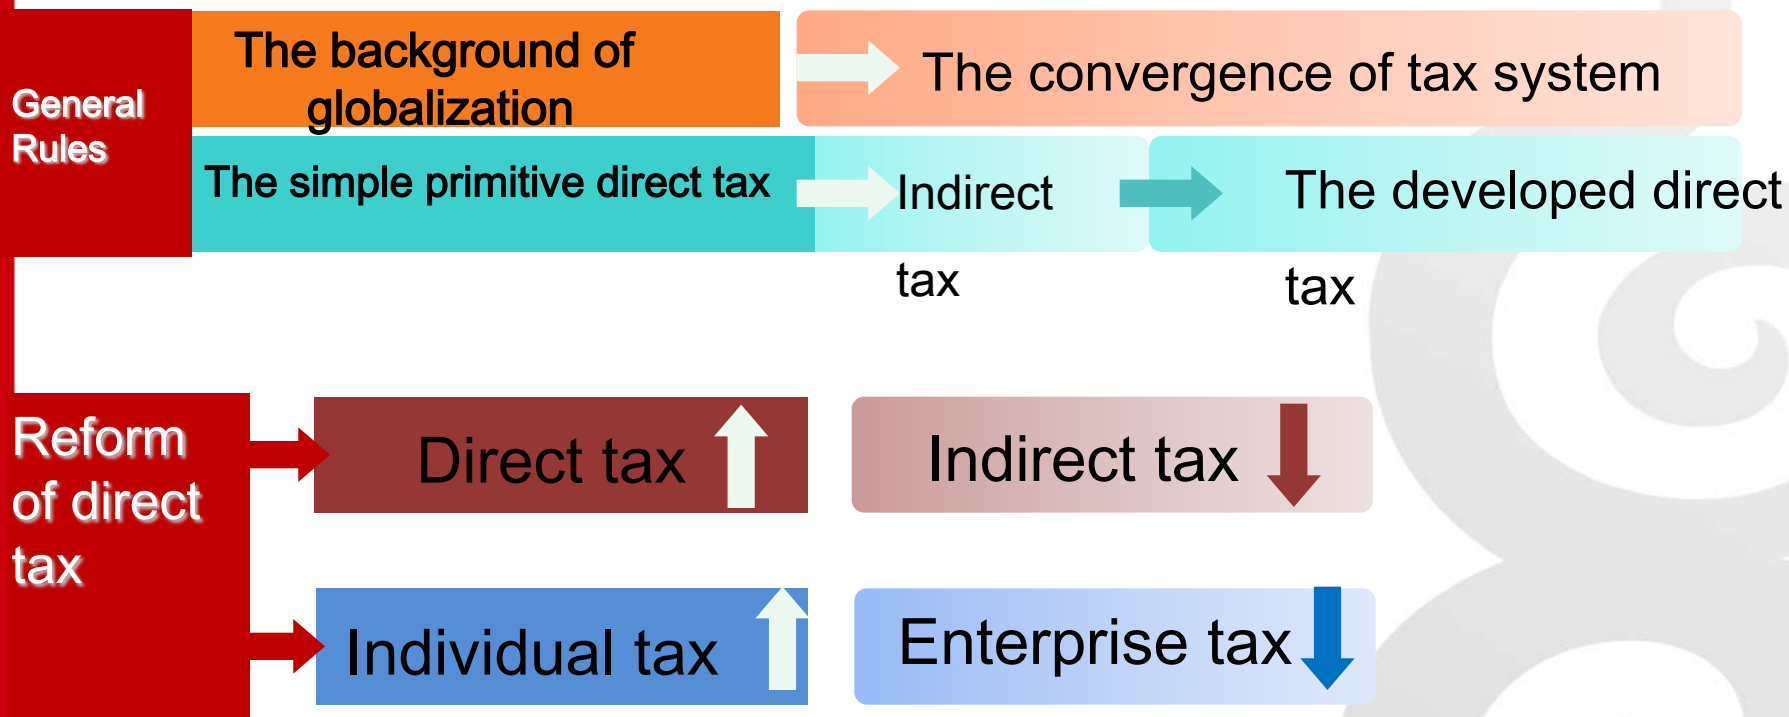 General
Rules
The background of
globalization
The convergence of tax system
The simple primitive direct tax
Indirect
tax
The developed direct
tax
Reform
of direct
tax
Direct tax
Indirect tax
Individual tax
Enterprise tax